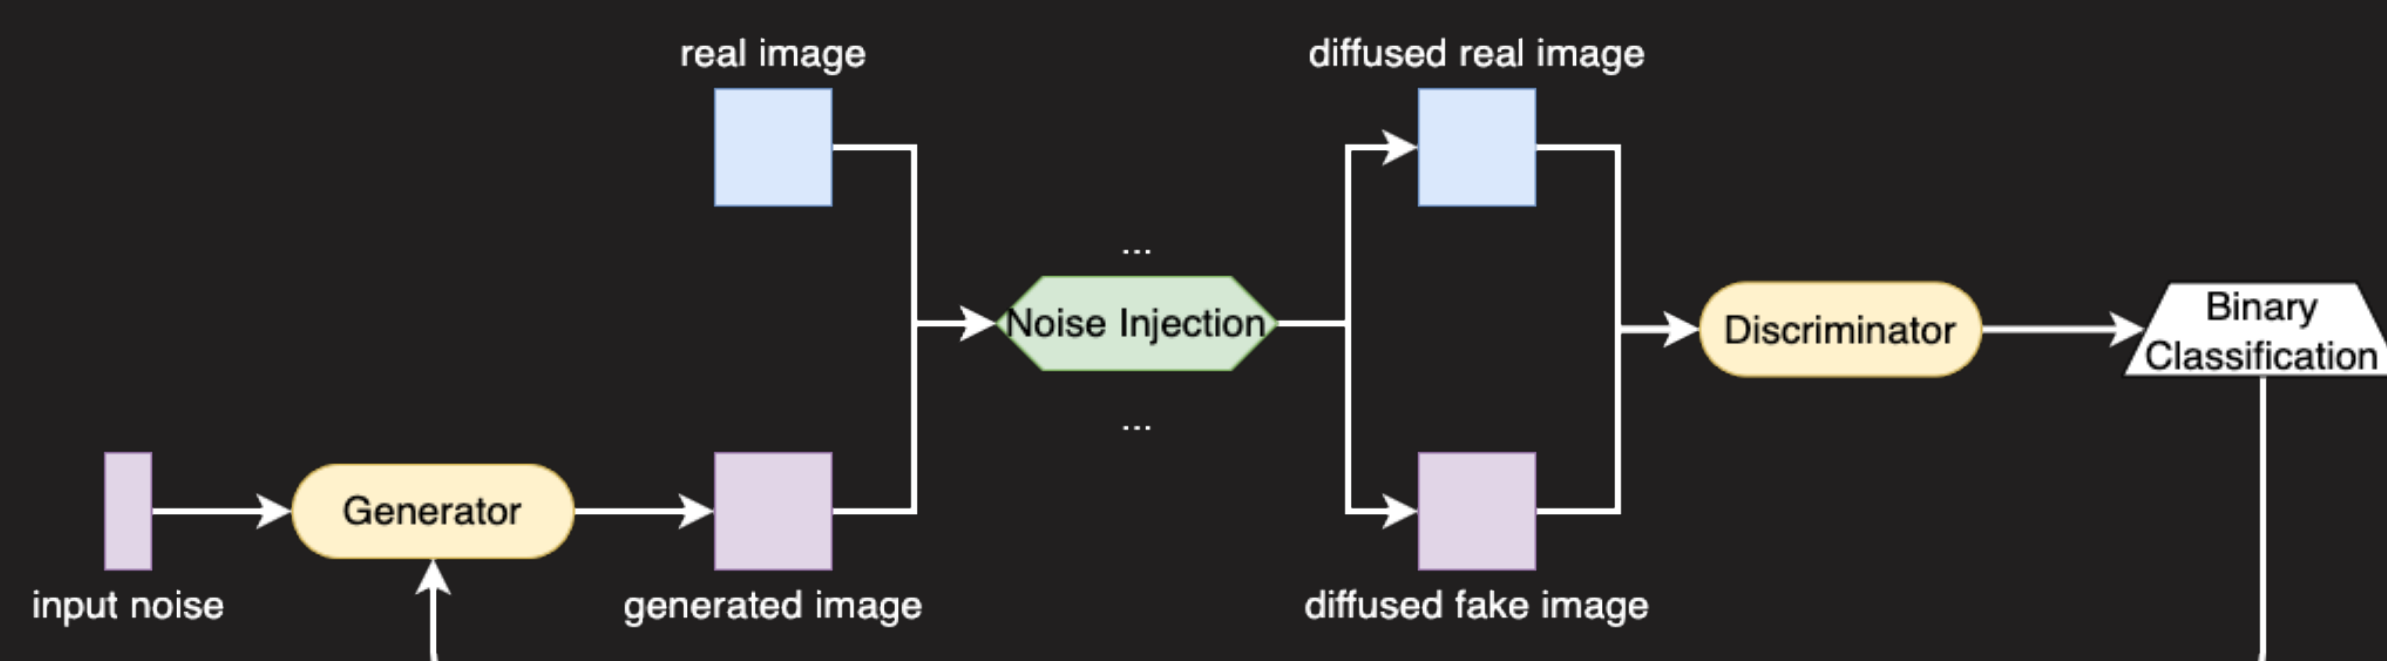 real image
diffused real image
...
Noise Injection
Discriminator
Binary
Classification
...
Generator
input noise
generated image
diffused fake image